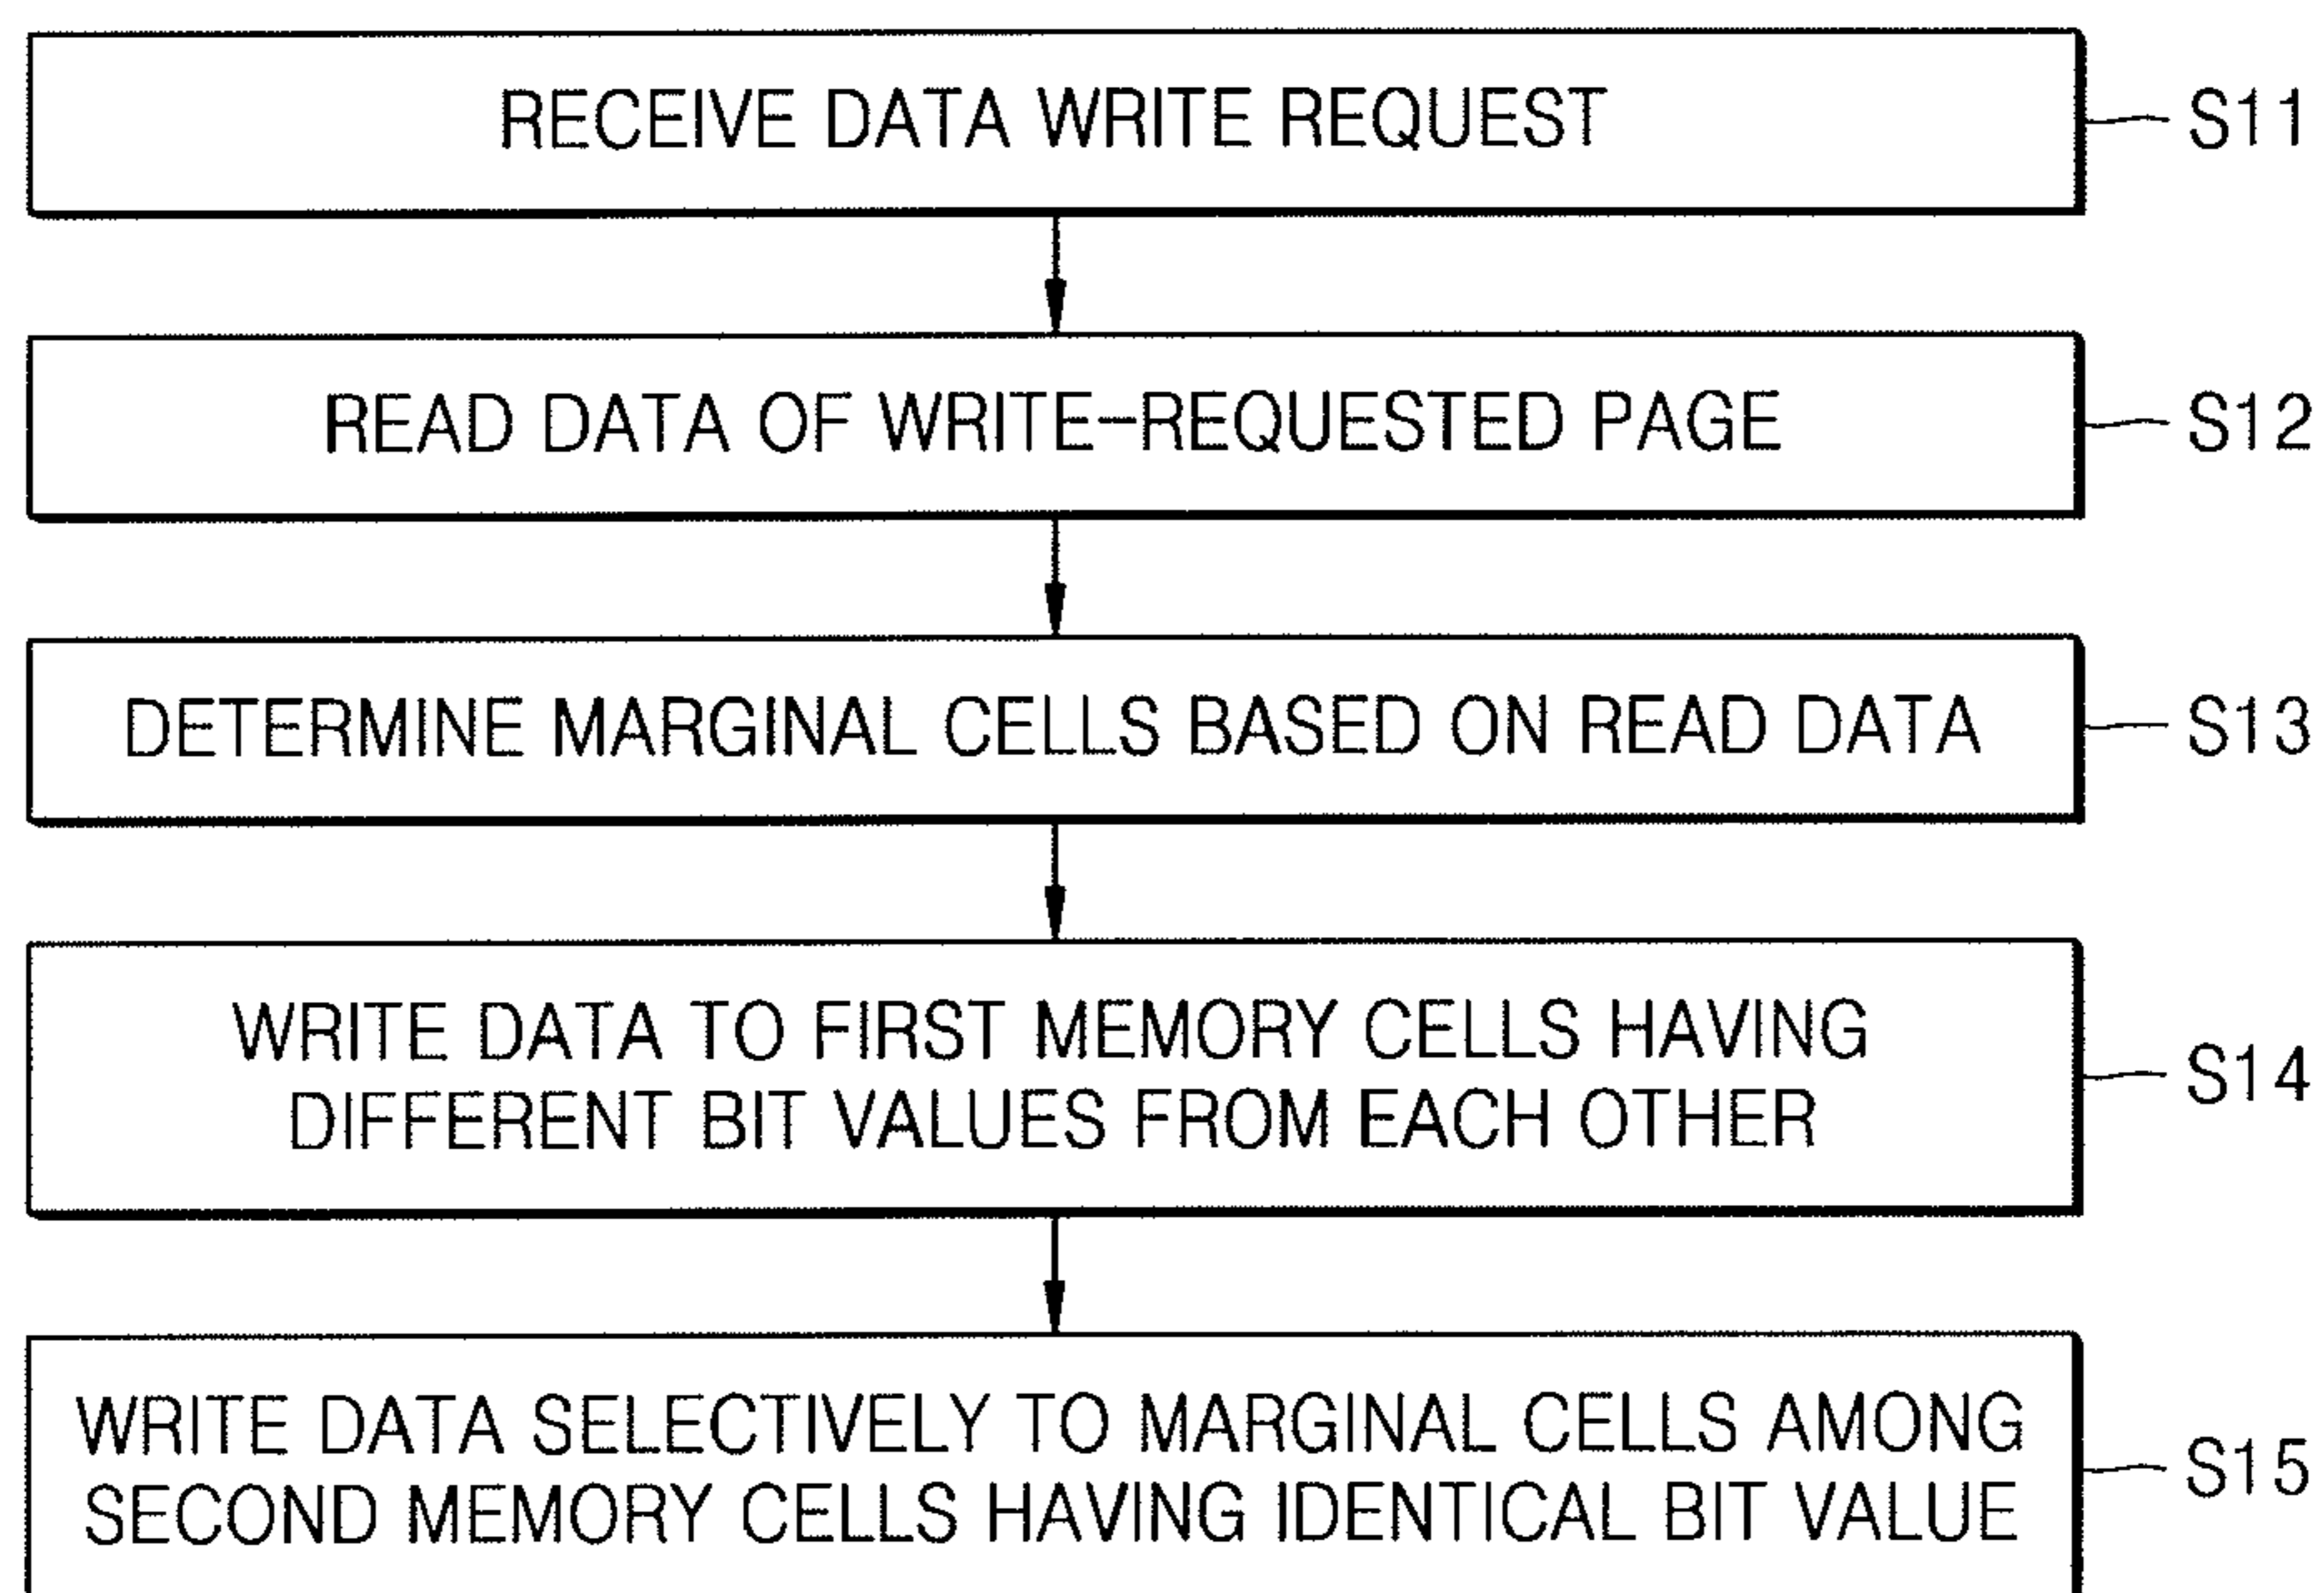 RECEIVE DATA WRITE REQUEST
S11
READ DATA OF WRITE-REQUESTED PAGE
S12
DETERMINE MARGINAL CELLS BASED ON READ DATA
S13
WRITE DATA TO FIRST MEMORY CELLS HAVING
DIFFERENT BIT VALUES FROM EACH OTHER
S14
WRITE DATA SELECTIVELY TO MARGINAL CELLS AMONG
SECOND MEMORY CELLS HAVING IDENTICAL BIT VALUE
S15